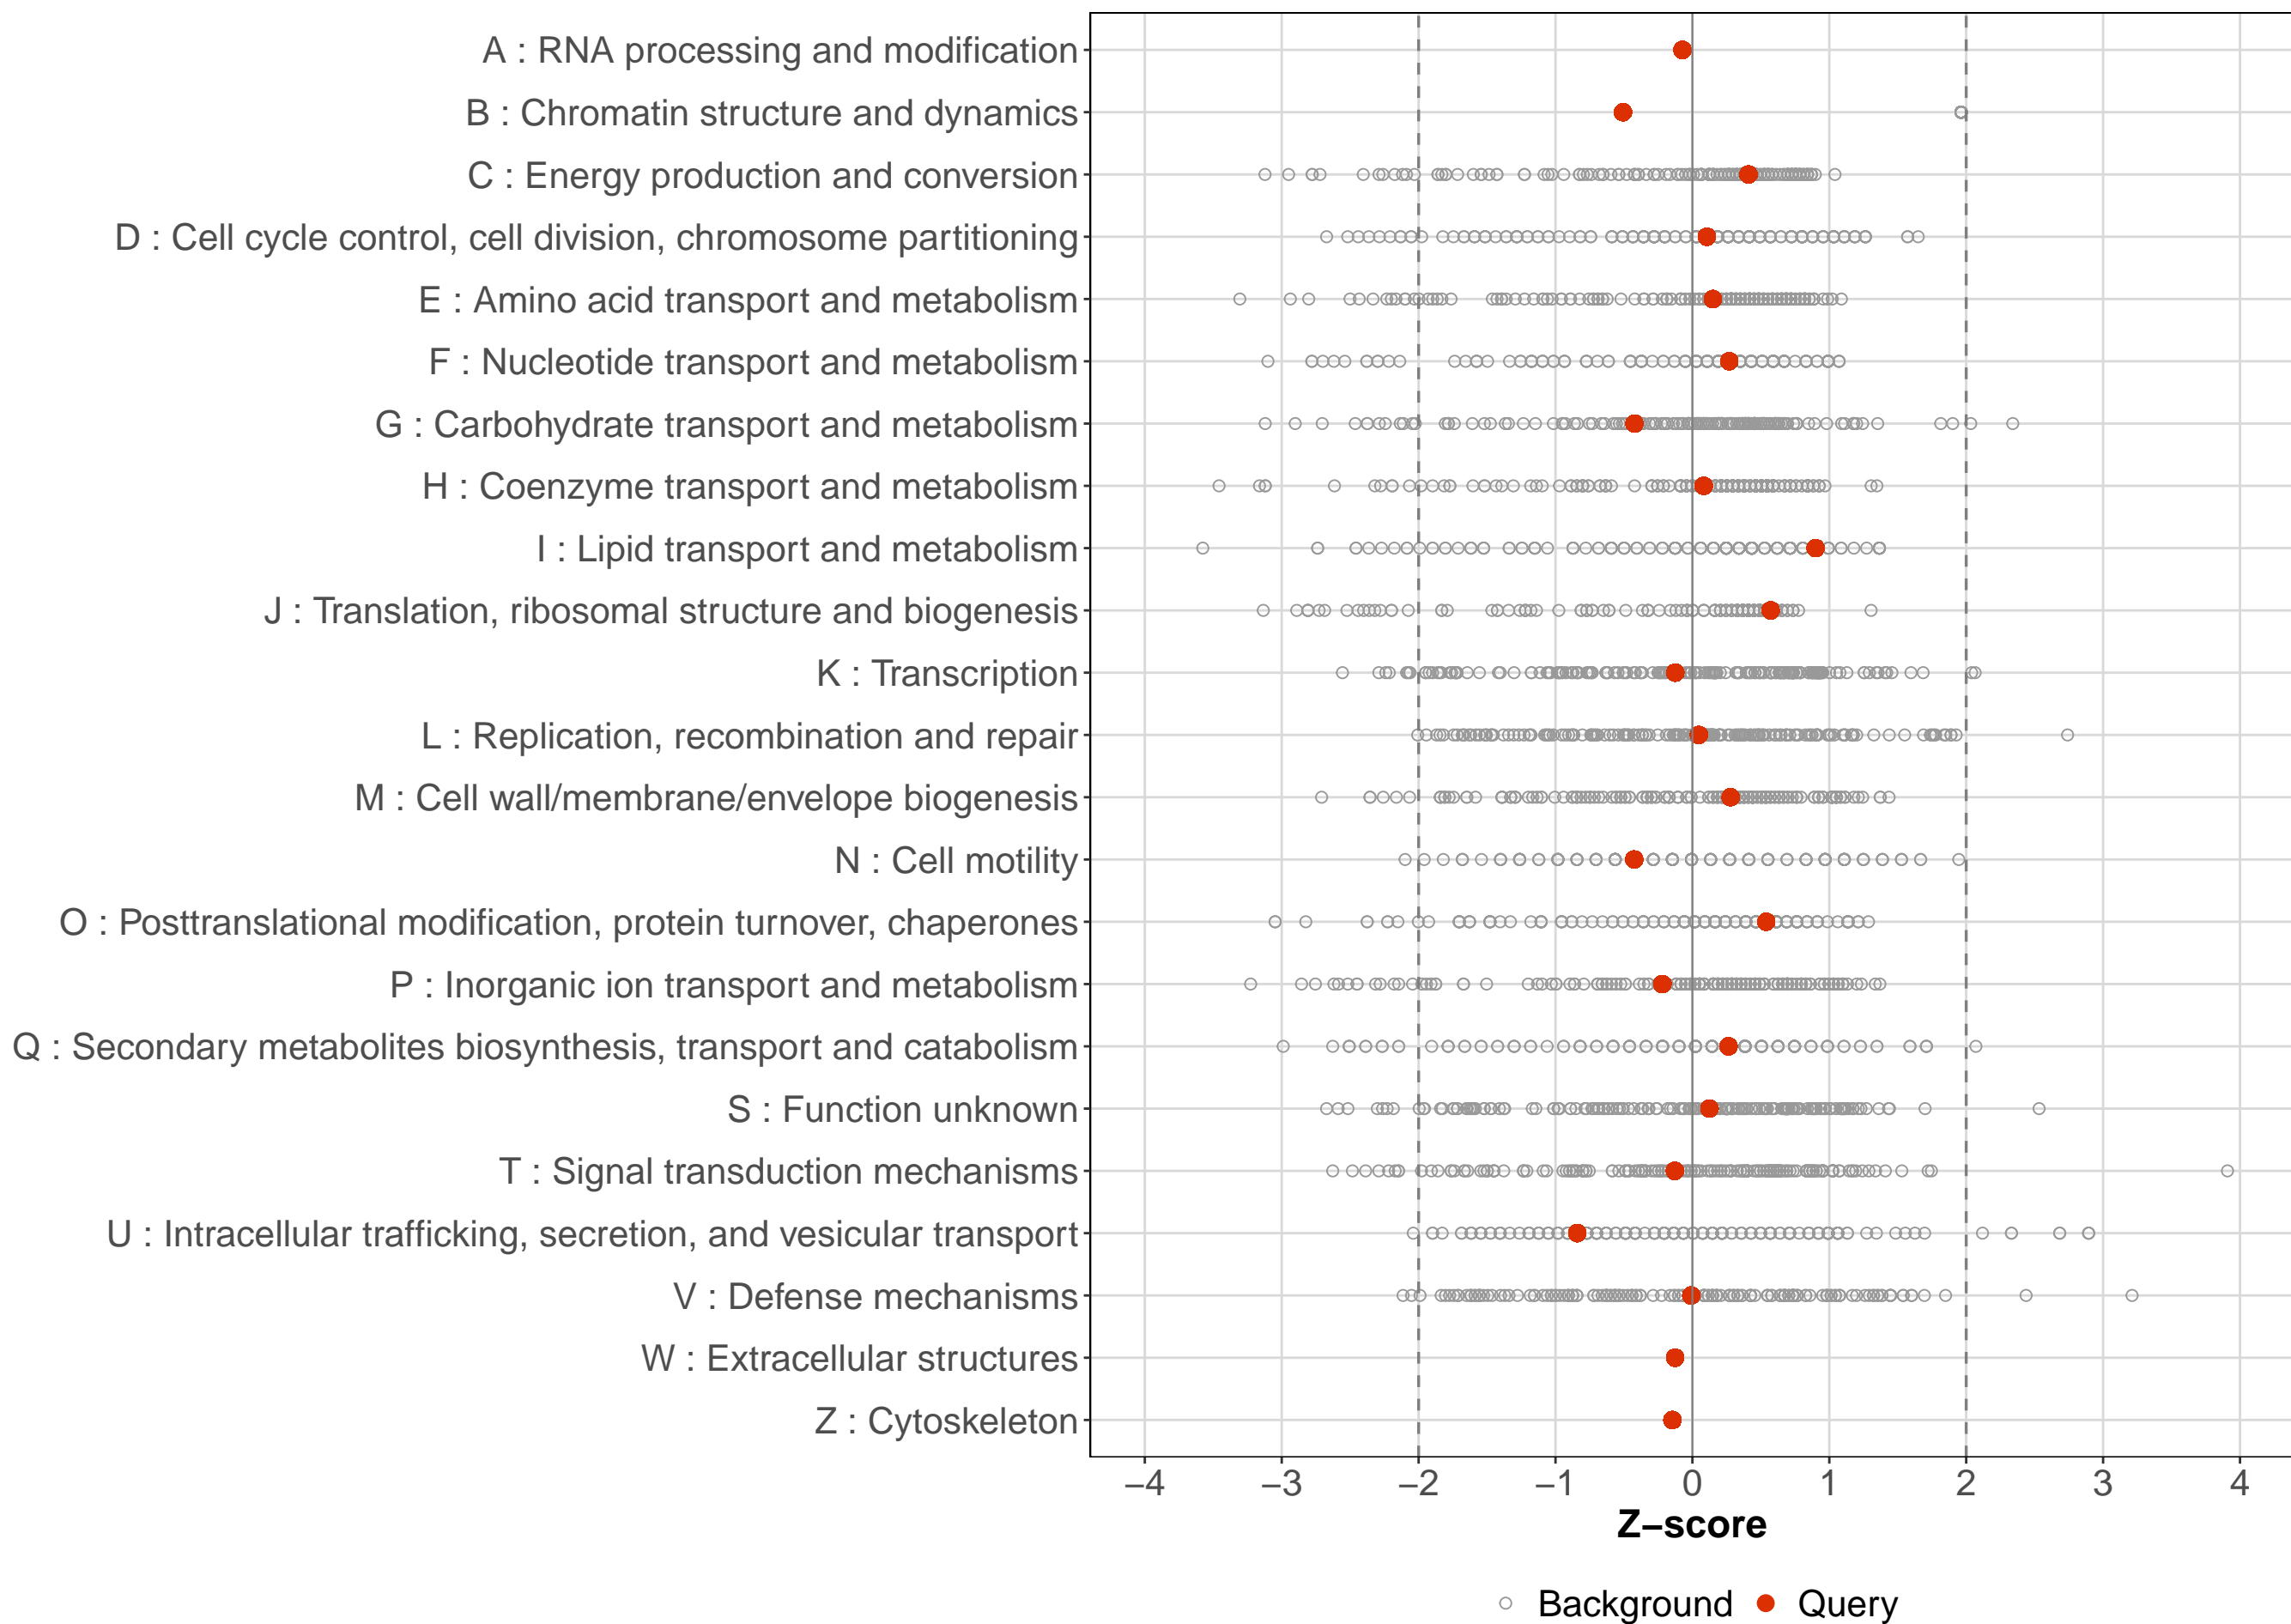 A : RNA processing and modification
B : Chromatin structure and dynamics
C : Energy production and conversion
D : Cell cycle control, cell division, chromosome partitioning
E : Amino acid transport and metabolism
F : Nucleotide transport and metabolism
G : Carbohydrate transport and metabolism
H : Coenzyme transport and metabolism
I : Lipid transport and metabolism
J : Translation, ribosomal structure and biogenesis
K : Transcription
L : Replication, recombination and repair
M : Cell wall/membrane/envelope biogenesis
N : Cell motility
O : Posttranslational modification, protein turnover, chaperones
P : Inorganic ion transport and metabolism
Q : Secondary metabolites biosynthesis, transport and catabolism
S : Function unknown
T : Signal transduction mechanisms
U : Intracellular trafficking, secretion, and vesicular transport
V : Defense mechanisms
W : Extracellular structures
Z : Cytoskeleton
−4 −3 −2 −1 0 1 2 3 4
Z−score
Background Query